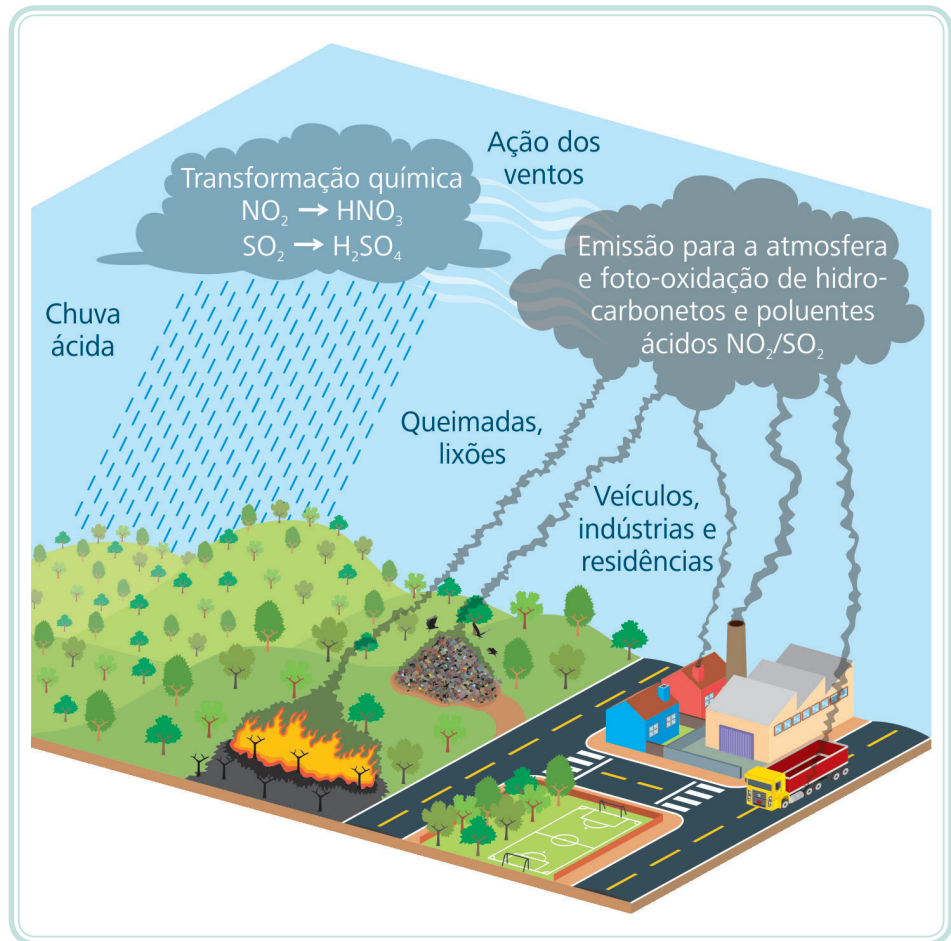 Ação dos
ventos
Transformação química
NO₂ → HNO₃
SO₂ → H₂SO₄
Emissão para a atmosfera
e foto-oxidação de hidro-
carbonetos e poluentes
ácidos NO₂/SO₂
Chuva
ácida
Queimadas,
lixões
Veículos,
indústrias e
residências